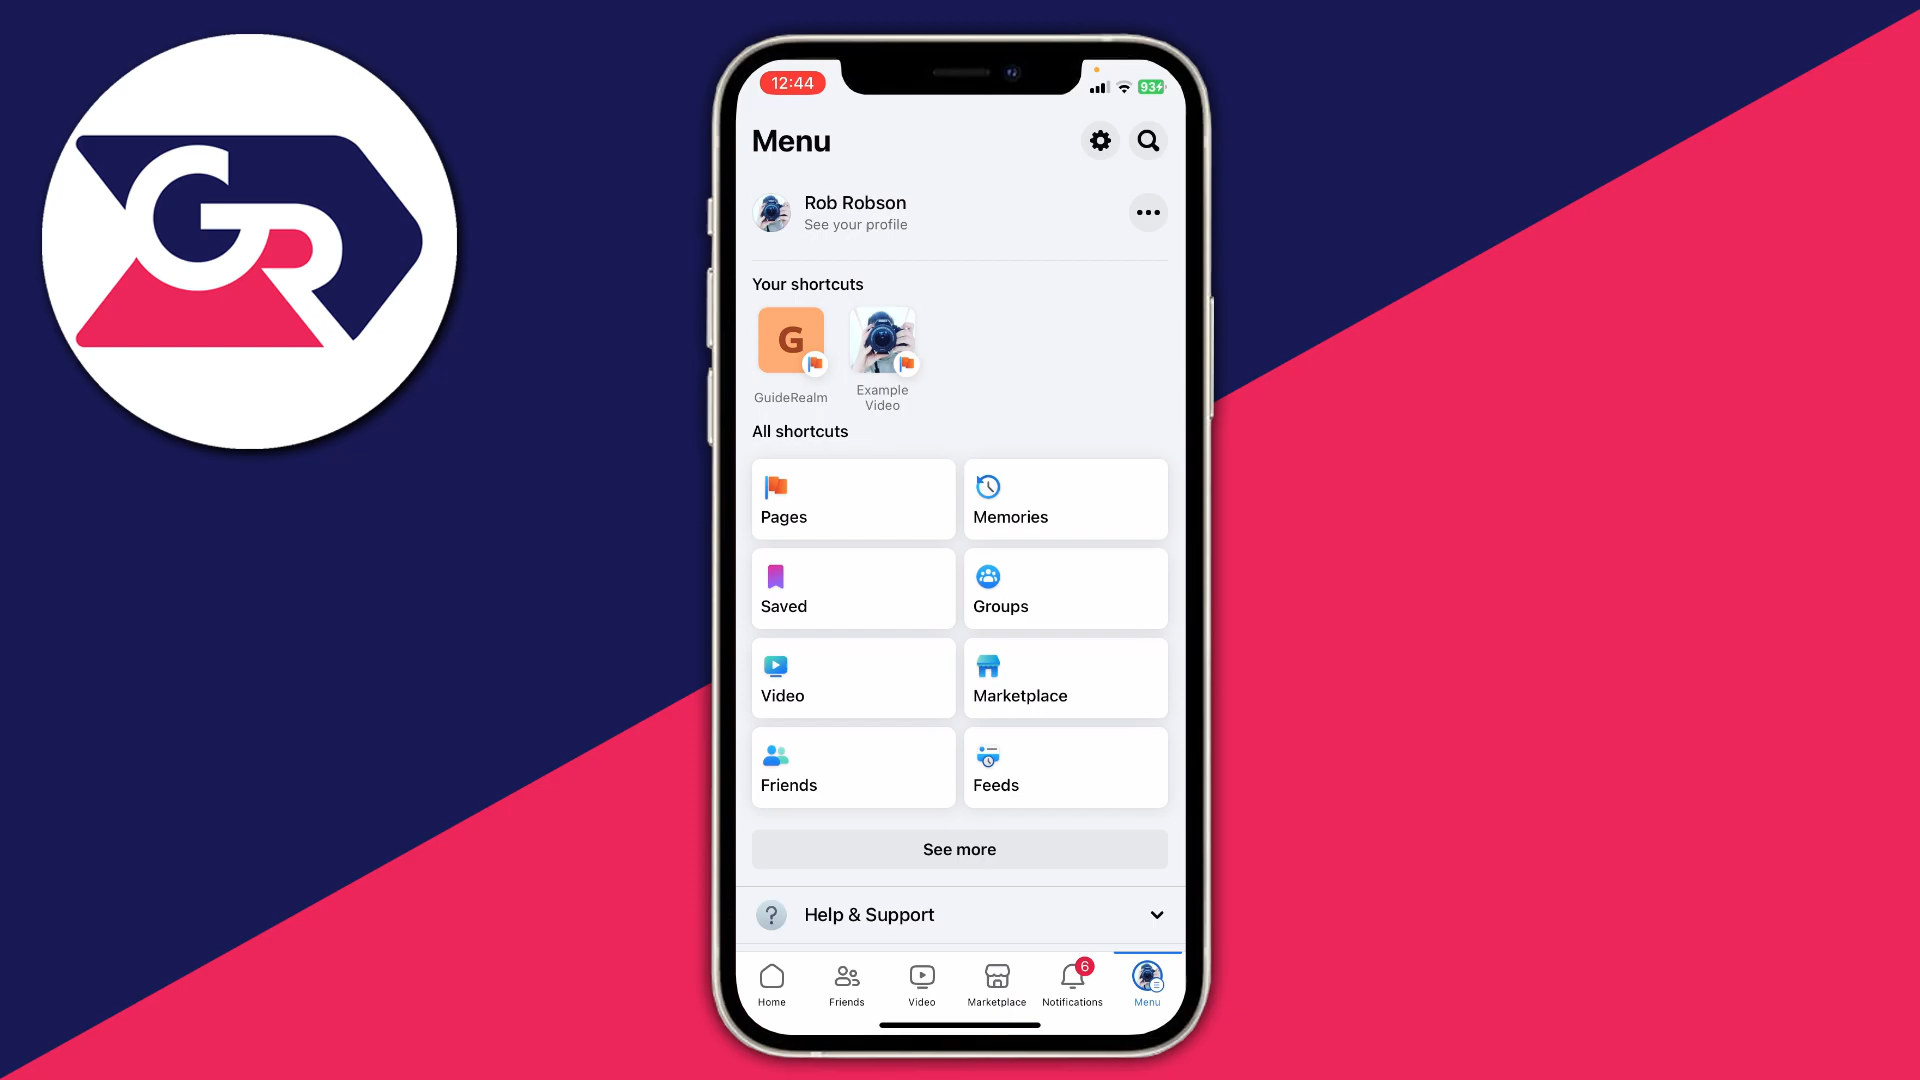 GR
12:44
93
Menu
Rob Robson
See your profile
Your shortcuts
G
GuideRealm
Example
Video
All shortcuts
Pages
Memories
Saved
Groups
Video
Marketplace
Friends
Feeds
See more
? Help & Support
6
Home
Friends
Video
Marketplace
Notifications
Menu